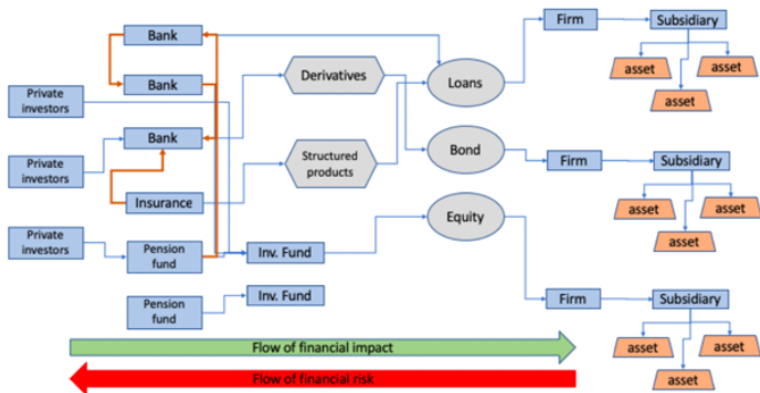 Bank
Firm
Subsidiary
Bank
Derivatives
Loans
asset
asset
asset
Private
investors
Bank
Structured
products
Bond
Private
investors
Firm
Subsidiary
Insurance
asset
asset
asset
Equity
Private
investors
Pension
fund
Inv. Fund
Pension
fund
Inv. Fund
Firm
Subsidiary
asset
asset
asset
Flow of financial impact
Flow of financial risk